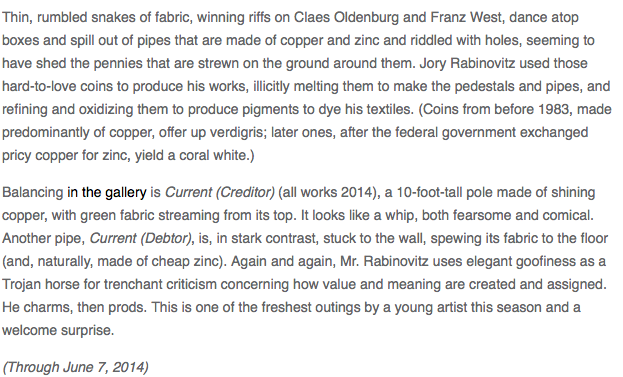 Thin, rumbled snakes of fabric, winning riffs on Claes Oldenburg and Franz West, dance atop
boxes and spill out of pipes that are made of copper and zinc and riddled with holes, seeming to
have shed the pennies that are strewn on the ground around them. Jory Rabinovitz used those
hard-to-love coins to produce his works, illicitly melting them to make the pedestals and pipes, and
refining and oxidizing them to produce pigments to dye his textiles. (Coins from before 1983, made
predominantly of copper, offer up verdigris; later ones, after the federal government exchanged
pricy copper for zinc, yield a coral white.)
Balancing in the gallery is Current (Creditor) (all works 2014), a 10-foot-tall pole made of shining
copper, with green fabric streaming from its top. It looks like a whip, both fearsome and comical.
Another pipe, Current (Debtor), is, in stark contrast, stuck to the wall, spewing its fabric to the floor
(and, naturally, made of cheap zinc). Again and again, Mr. Rabinovitz uses elegant goofiness as a
Trojan horse for trenchant criticism concerning how value and meaning are created and assigned.
He charms, then prods. This is one of the freshest outings by a young artist this season and a
welcome surprise.
(Through June 7, 2014)